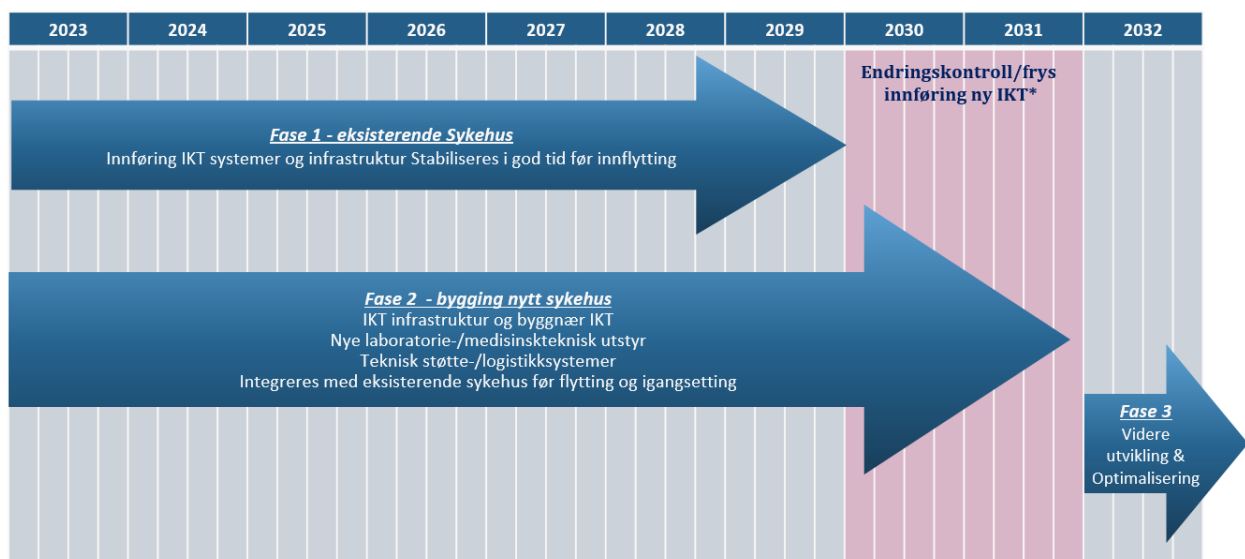 2023 2024 2025 2026 2027 2028 2029 2030 2031 2032
Endringskontroll/frys
innføring ny IKT*
Fase 1 - eksisterende Sykehus
Innføring IKT systemer og infrastruktur Stabiliseres i god tid før innflytting
Fase 2  - bygging nytt sykehus
IKT infrastruktur og byggnær IKT
Nye laboratorie-/medisinskteknisk utstyr
Teknisk støtte-/logistikksystemer
Integreres med eksisterende sykehus før flytting og igangsetting
Fase 3
Videre
utvikling &
Optimalisering